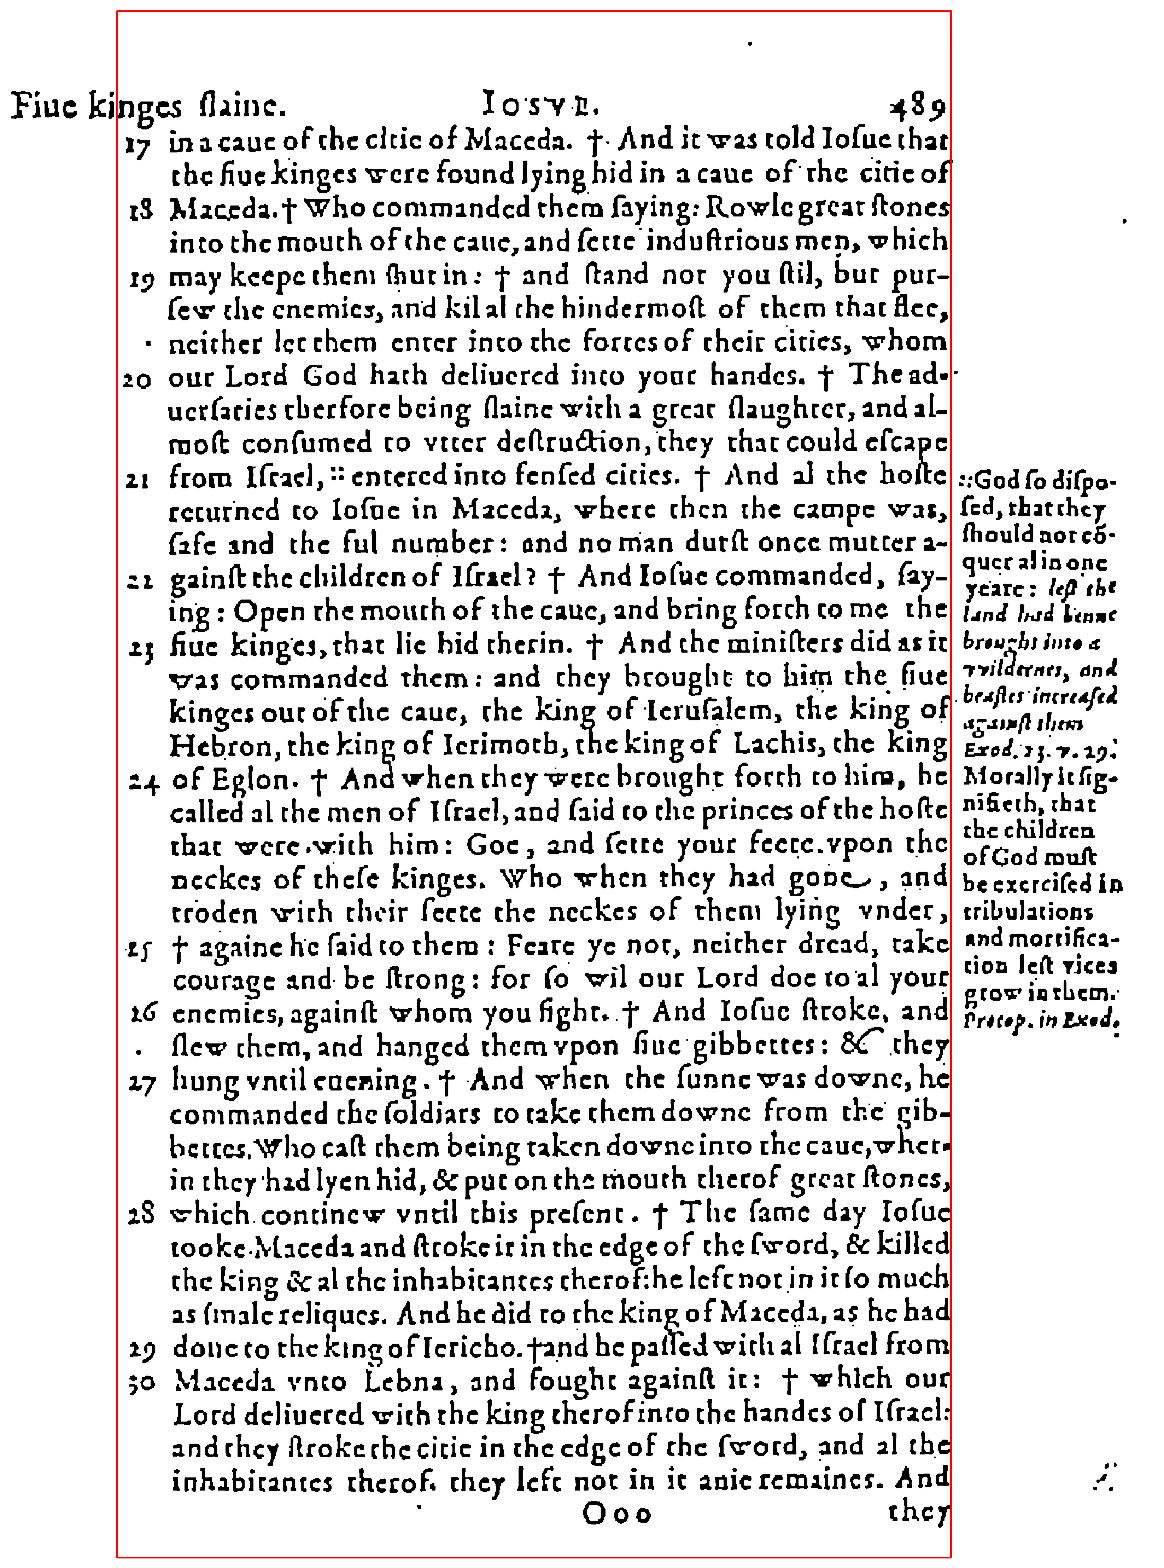 Fiue kinges ſlaine. Iosve. 489
17 in a caue of the citie of Maceda. † And it was told Ioſue that
the fiue kinges were found lying hid in a caue of the citie of
18 Maceda. † Who commanded them ſaying: Rowle great ſtones
into the mouth of the caue, and ſette induſtrious men, which
19 may keepe them ſhut in: † and ſtand not you ſtil, but pur-
ſew the enemies, and kil al the hindermoſt of them that flee,
neither let them enter into the fortes of their cities, whom
20 our Lord God hath deliuered into your handes. † The ad-
uerſaries therfore being ſlaine with a great ſlaughter, and al-
moſt conſumed to vtter deſtruction, they that could eſcape
21 from Iſrael, :: entered into fenſed cities. † And al the hoſte
returned to Ioſue in Maceda, where then the campe was,
ſafe and the ful number: and no man durſt once mutter a-
22 gainſt the children of Iſrael? † And Ioſue commanded, ſay-
ing: Open the mouth of the caue, and bring forth to me the
23 fiue kinges, that lie hid therin. † And the miniſters did as it
was commanded them: and they brought to him the fiue
kinges out of the caue, the king of Ieruſalem, the king of
Hebron, the king of Ierimoth, the king of Lachis, the king
24 of Eglon. † And when they were brought forth to him, he
called al the men of Iſrael, and ſaid to the princes of the hoſte
that were with him: Goe, and ſette your feete vpon the
neckes of theſe kinges. Who when they had gone, and
troden with their feete the neckes of them lying vnder,
25 † againe he ſaid to them: Feare ye not, neither dread, take
courage and be ſtrong: for ſo wil our Lord doe to al your
26 enemies, againſt whom you fight. † And Ioſue ſtroke, and
ſlew them, and hanged them vpon fiue gibbettes: & they
27 hung vntil euening. † And when the ſunne was downe, he
commanded the ſoldiars to take them downe from the gib-
bettes. Who caſt them being taken downe into the caue, wher-
in they had lyen hid, & put on the mouth therof great ſtones,
28 which continew vntil this preſent. † The ſame day Ioſue
tooke Maceda and ſtroke it in the edge of the ſword, & killed
the king & al the inhabitantes therof: he left not in it ſo much
as ſmale reliques. And he did to the king of Maceda, as he had
29 done to the king of Iericho. † and he paſſed with al Iſrael from
30 Maceda vnto Lebna, and fought againſt it: † which our
Lord deliuered with the king therof into the handes of Iſrael:
and they ſtroke the citie in the edge of the ſword, and al the
inhabitantes therof. they left not in it anie remaines. And
Ooo they
:: God ſo diſpo-
ſed, that they
ſhould not cō-
quer al in one
yeare: leſt the
land had benne
brought into a
vvildernes, and
beaſtes increaſed
againſt them
Exod. 23. v. 29.
Morally it ſig-
nifieth, that
the children
of God muſt
be exerciſed in
tribulations
and mortifica-
tion leſt vices
grow in them.
Procop. in Exod.